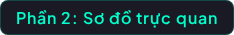 Phần 2: Sơ đồ trực quan